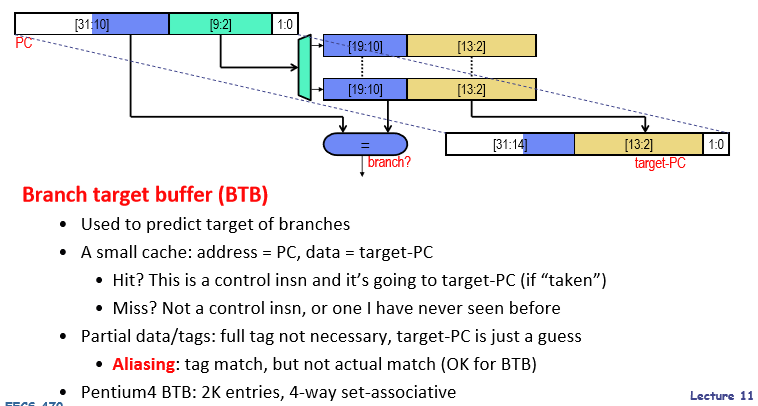 [31:10] [9:2] 1:0
PC
[19:10] [13:2]
[19:10] [13:2]
= [31:14] [13:2] 1:0
branch? target-PC
Branch target buffer (BTB)
• Used to predict target of branches
• A small cache: address = PC, data = target-PC
• Hit? This is a control insn and it’s going to target-PC (if “taken”)
• Miss? Not a control insn, or one I have never seen before
• Partial data/tags: full tag not necessary, target-PC is just a guess
• Aliasing: tag match, but not actual match (OK for BTB)
• Pentium4 BTB: 2K entries, 4-way set-associative
Lecture 11